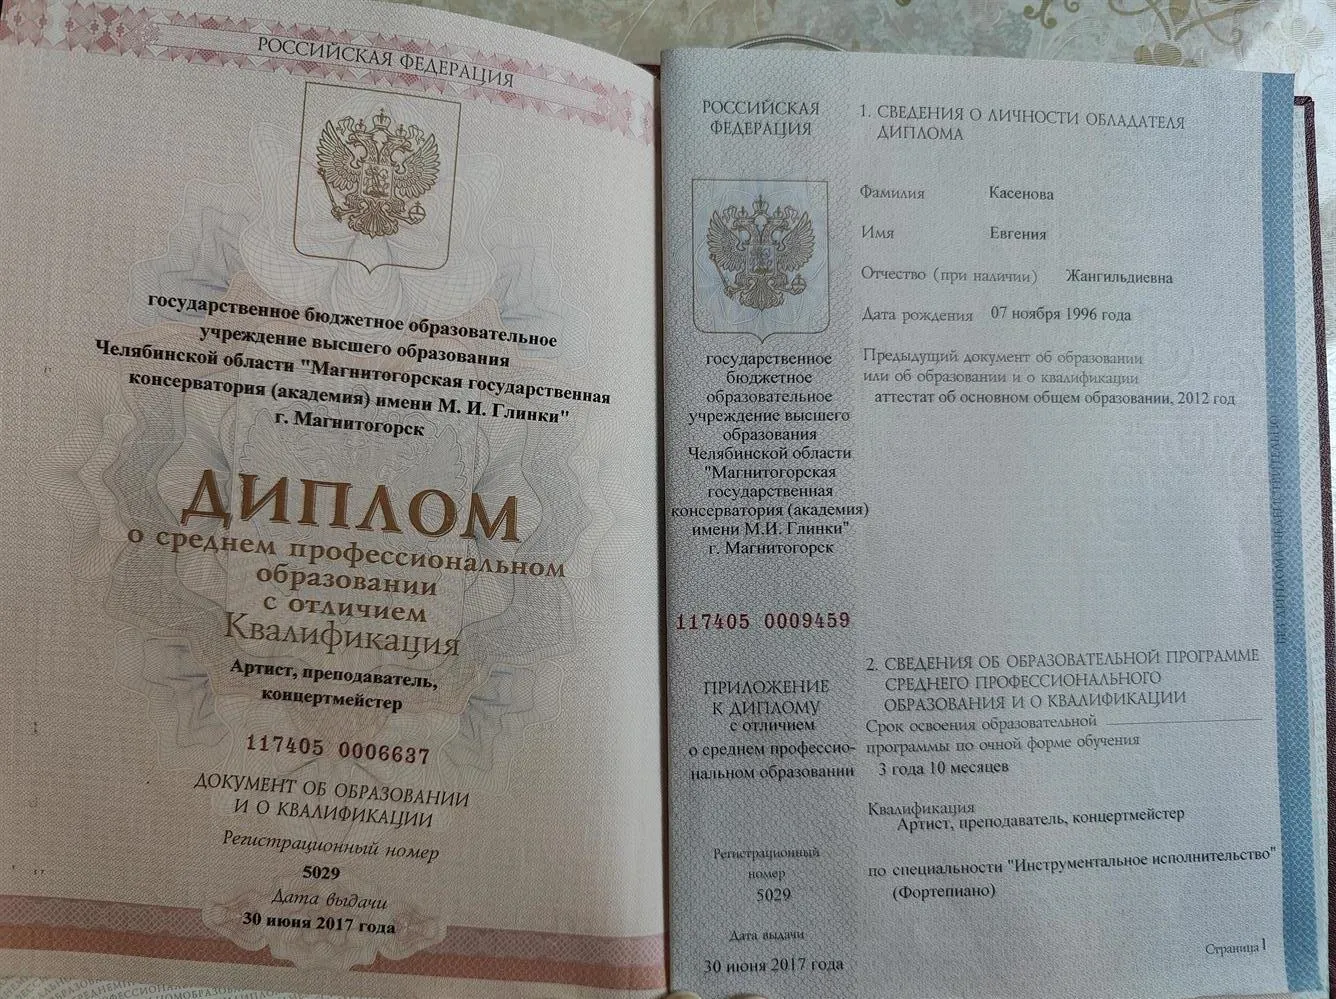 РОССИЙСКАЯ ФЕДЕРАЦИЯ
государственное бюджетное образовательное
учреждение высшего образования
Челябинской области "Магнитогорская государственная
консерватория (академия) имени М. И. Глинки"
г. Магнитогорск
ДИПЛОМ
о среднем профессиональном
образовании
с отличием
Квалификация
Артист, преподаватель,
концертмейстер
117405 0006637
ДОКУМЕНТ ОБ ОБРАЗОВАНИИ
И О КВАЛИФИКАЦИИ
Регистрационный номер
5029
Дата выдачи
30 июня 2017 года
РОССИЙСКАЯ
ФЕДЕРАЦИЯ
государственное
бюджетное
образовательное
учреждение высшего
образования
Челябинской области
"Магнитогорская
государственная
консерватория (академия)
имени М.И. Глинки"
г. Магнитогорск
117405 0009459
ПРИЛОЖЕНИЕ
К ДИПЛОМУ
с отличием
о среднем профессио-
нальном образовании
Регистрационный
номер
5029
Дата выдачи
30 июня 2017 года
1. СВЕДЕНИЯ О ЛИЧНОСТИ ОБЛАДАТЕЛЯ
ДИПЛОМА
Фамилия Касенова
Имя Евгения
Отчество (при наличии) Жангильдиевна
Дата рождения 07 ноября 1996 года
Предыдущий документ об образовании
или об образовании и о квалификации
аттестат об основном общем образовании, 2012 год
2. СВЕДЕНИЯ ОБ ОБРАЗОВАТЕЛЬНОЙ ПРОГРАММЕ
СРЕДНЕГО ПРОФЕССИОНАЛЬНОГО
ОБРАЗОВАНИЯ И О КВАЛИФИКАЦИИ
Срок освоения образовательной
программы по очной форме обучения
3 года 10 месяцев
Квалификация
Артист, преподаватель, концертмейстер
по специальности "Инструментальное исполнительство"
(Фортепиано)
Страница 1